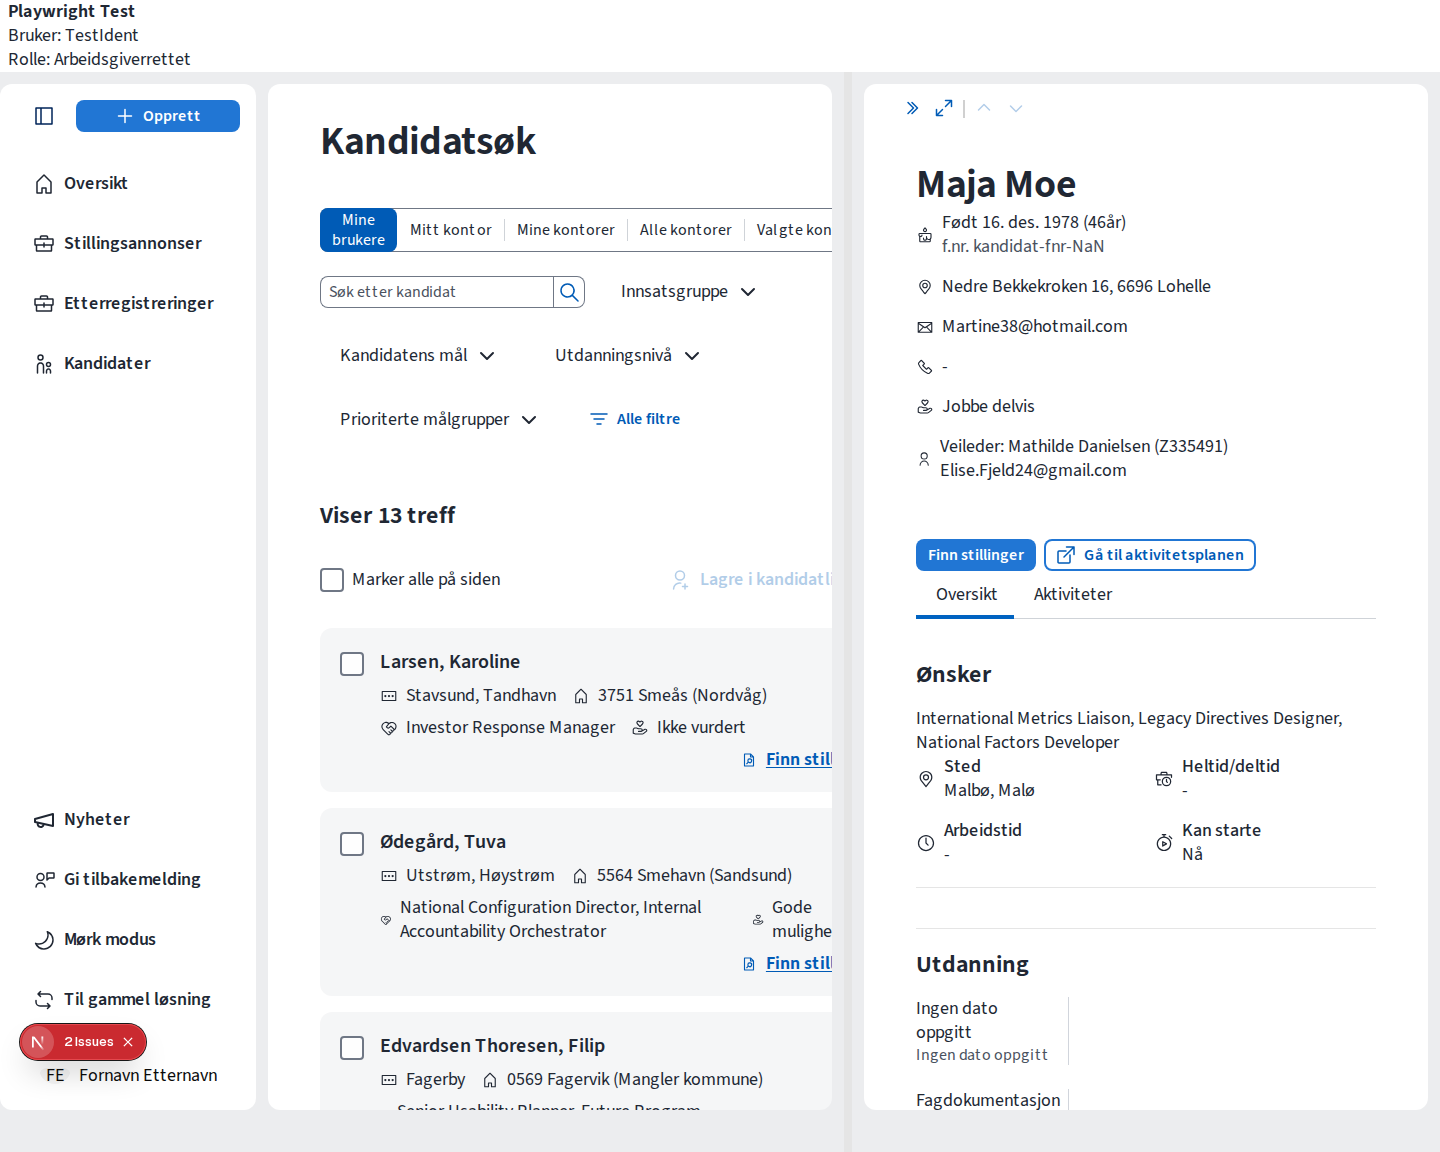 Playwright Test
Bruker: TestIdent
Rolle: Arbeidsgiverrettet
Opprett
Oversikt
Stillingsannonser
Etterregistreringer
Kandidater
Nyheter
Gi tilbakemelding
Mørk modus
Til gammel løsning
2 Issues
FE Fornavn Etternavn
Kandidatsøk
Mine brukere
Mitt kontor
Mine kontorer
Alle kontorer
Valgte kon
Søk etter kandidat
Innsatsgruppe
Kandidatens mål
Utdanningsnivå
Prioriterte målgrupper
Alle filtre
Viser 13 treff
Marker alle på siden
Lagre i kandidatli
Larsen, Karoline
Stavsund, Tandhavn
3751 Smeås (Nordvåg)
Investor Response Manager
Ikke vurdert
Finn still
Ødegård, Tuva
Utstrøm, Høystrøm
5564 Smehavn (Sandsund)
National Configuration Director, Internal
Accountability Orchestrator
Gode
mulighe
Finn still
Edvardsen Thoresen, Filip
Fagerby
0569 Fagervik (Mangler kommune)
Senior Usability Planner, Future Program
Maja Moe
Født 16. des. 1978 (46år)
f.nr. kandidat-fnr-NaN
Nedre Bekkekroken 16, 6696 Lohelle
Martine38@hotmail.com
-
Jobbe delvis
Veileder: Mathilde Danielsen (Z335491)
Elise.Fjeld24@gmail.com
Finn stillinger
Gå til aktivitetsplanen
Oversikt
Aktiviteter
Ønsker
International Metrics Liaison, Legacy Directives Designer,
National Factors Developer
Sted
Malbø, Malø
Heltid/deltid
-
Arbeidstid
-
Kan starte
Nå
Utdanning
Ingen dato
oppgitt
Ingen dato oppgitt
Fagdokumentasjon